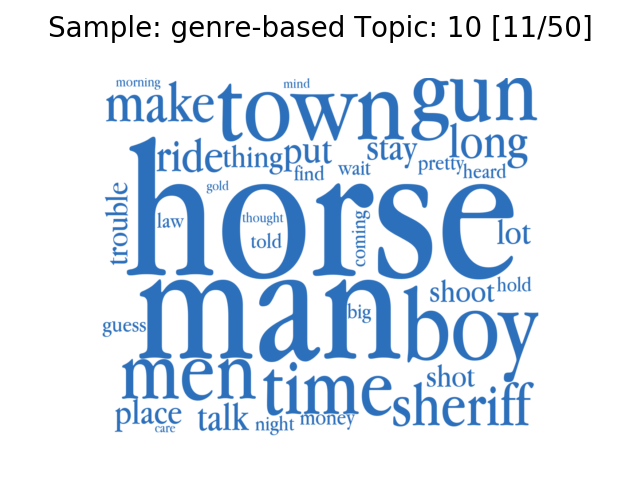 Sample: genre-based Topic: 10 [11/50]
morning mind
make town gun
ride thing put stay long
find wait pretty heard
gold
horse
trouble law thought told coming lot
man big shoot hold
guess boy
men time shot sheriff
place talk night money
care